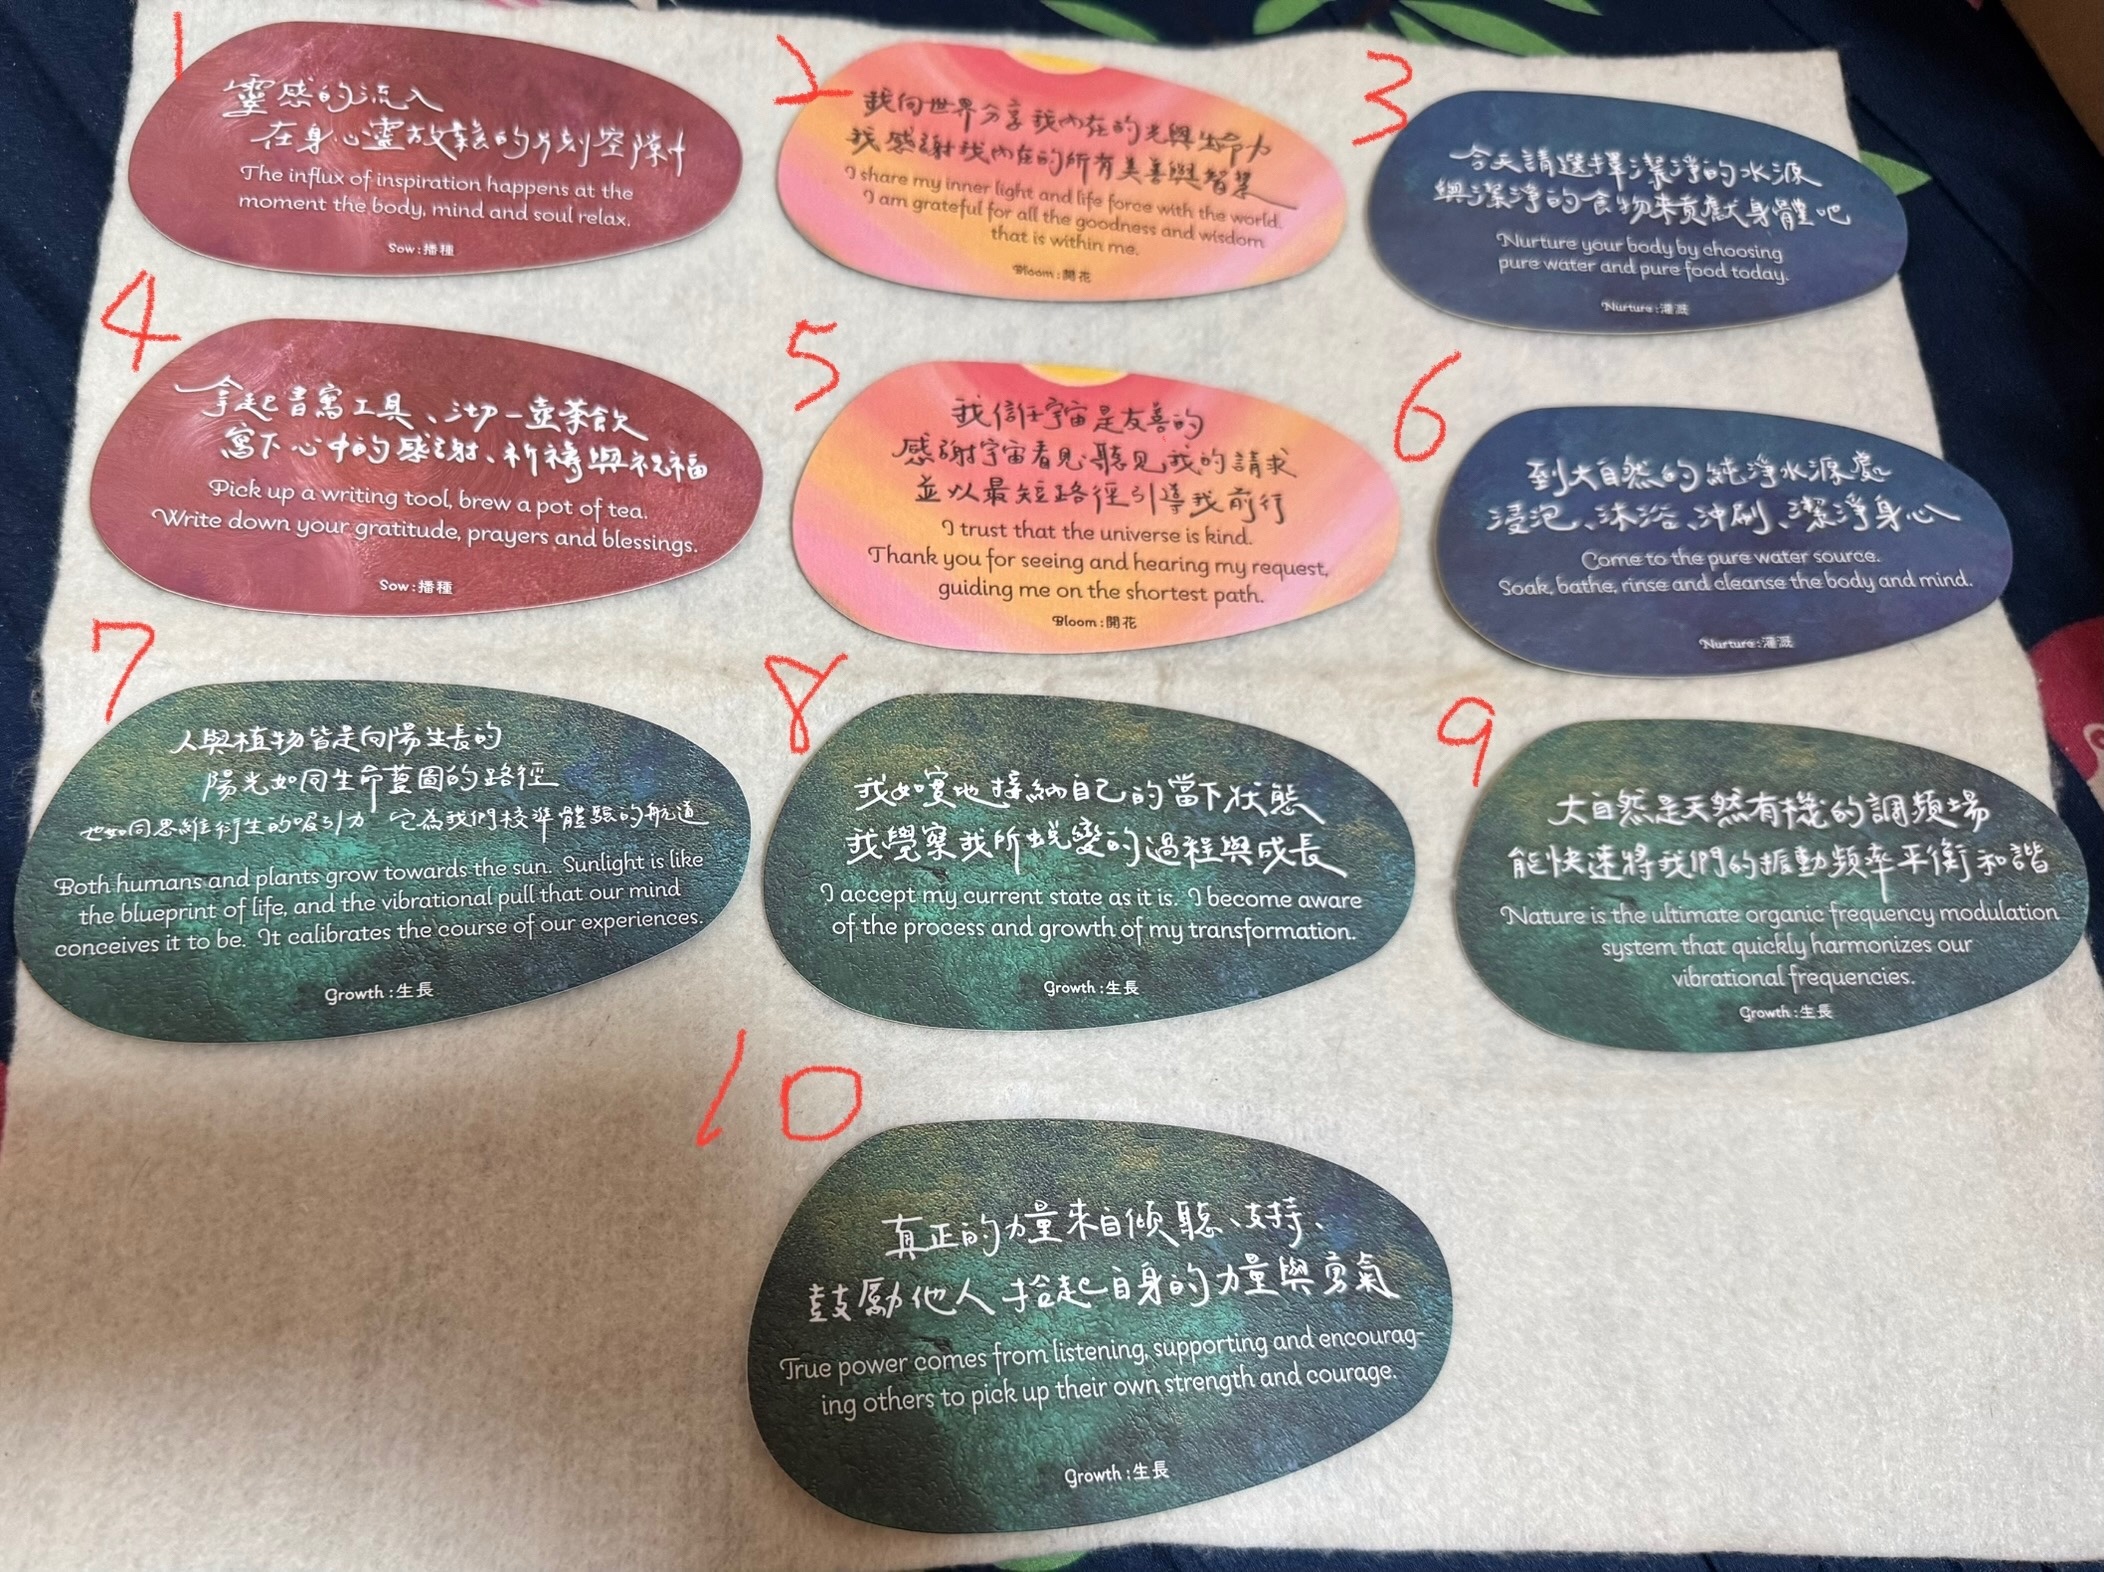 1
靈感的流入
在身心靈放鬆的片刻空隙中
The influx of inspiration happens at the
moment the body, mind and soul relax.
Sow:播種
2
我向世界分享我內在的光與生命力
我感謝我內在的所有美善與智慧
I share my inner light and life force with the world.
I am grateful for all the goodness and wisdom
that is within me.
Bloom:開花
3
今天請選擇潔淨的水源
與潔淨的食物來貢獻身體吧
Nurture your body by choosing
pure water and pure food today.
Nurture:灌溉
4
拿起書寫工具、沏一壺茶飲
寫下心中的感謝、祈禱與祝福
Pick up a writing tool, brew a pot of tea.
Write down your gratitude, prayers and blessings.
Sow:播種
5
我信任宇宙是友善的
感謝宇宙看見、聽見我的請求
並以最短路徑引導我前行
I trust that the universe is kind.
Thank you for seeing and hearing my request,
guiding me on the shortest path.
Bloom:開花
6
到大自然的純淨水源處
浸泡、沐浴、沖刷、潔淨身心
Come to the pure water source.
Soak, bathe, rinse and cleanse the body and mind.
Nurture:灌溉
7
人與植物皆是向陽生長的
陽光如同生命藍圖的路徑
也如同思維衍生的吸引力 它為我們校準體驗的航道
Both humans and plants grow towards the sun. Sunlight is like
the blueprint of life, and the vibrational pull that our mind
conceives it to be. It calibrates the course of our experiences.
Growth:生長
8
我如實地接納自己的當下狀態
我覺察我所蛻變的過程與成長
I accept my current state as it is. I become aware
of the process and growth of my transformation.
Growth:生長
9
大自然是天然有機的調頻場
能快速將我們的振動頻率平衡和諧
Nature is the ultimate organic frequency modulation
system that quickly harmonizes our
vibrational frequencies.
Growth:生長
10
真正的力量來自傾聽、支持、
鼓勵他人拾起自身的力量與勇氣
True power comes from listening, supporting and encourag-
ing others to pick up their own strength and courage.
Growth:生長